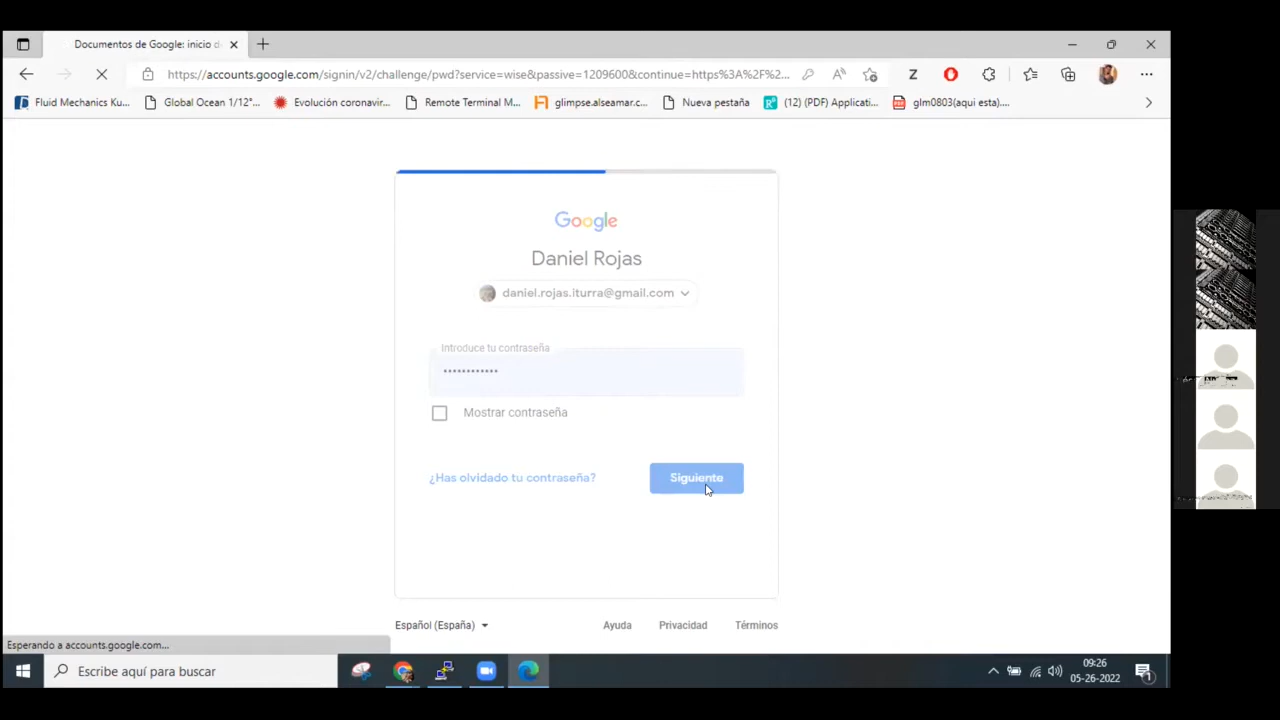 Documentos de Google: inicio d
https://accounts.google.com/signin/v2/challenge/pwd?service=wise&passive=1209600&continue=https%3A%2F%2...
Fluid Mechanics Ku...
Global Ocean 1/12°...
Evolución coronavir...
Remote Terminal M...
glimpse.alseamar.c...
Nueva pestaña
(12) (PDF) Applicati...
glm0803(aqui esta)....
Google
Daniel Rojas
daniel.rojas.iturra@gmail.com
Introduce tu contraseña
••••••••••••
Mostrar contraseña
¿Has olvidado tu contraseña?
Siguiente
Español (España)
Ayuda
Privacidad
Términos
Esperando a accounts.google.com...
Escribe aquí para buscar
09:26
05-26-2022